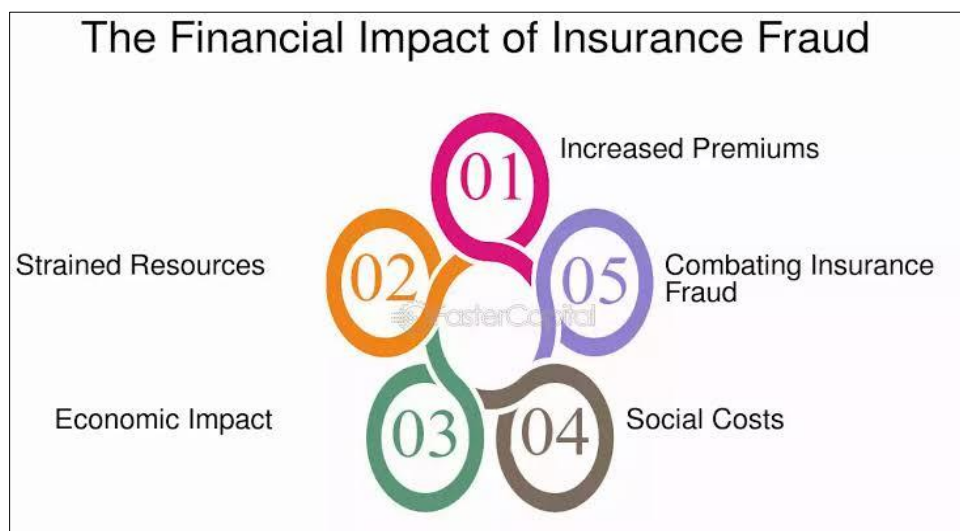 The Financial Impact of Insurance Fraud
01
Increased Premiums
02
Strained Resources
05
Combating Insurance
Fraud
FasterCapital
03
Economic Impact
04
Social Costs